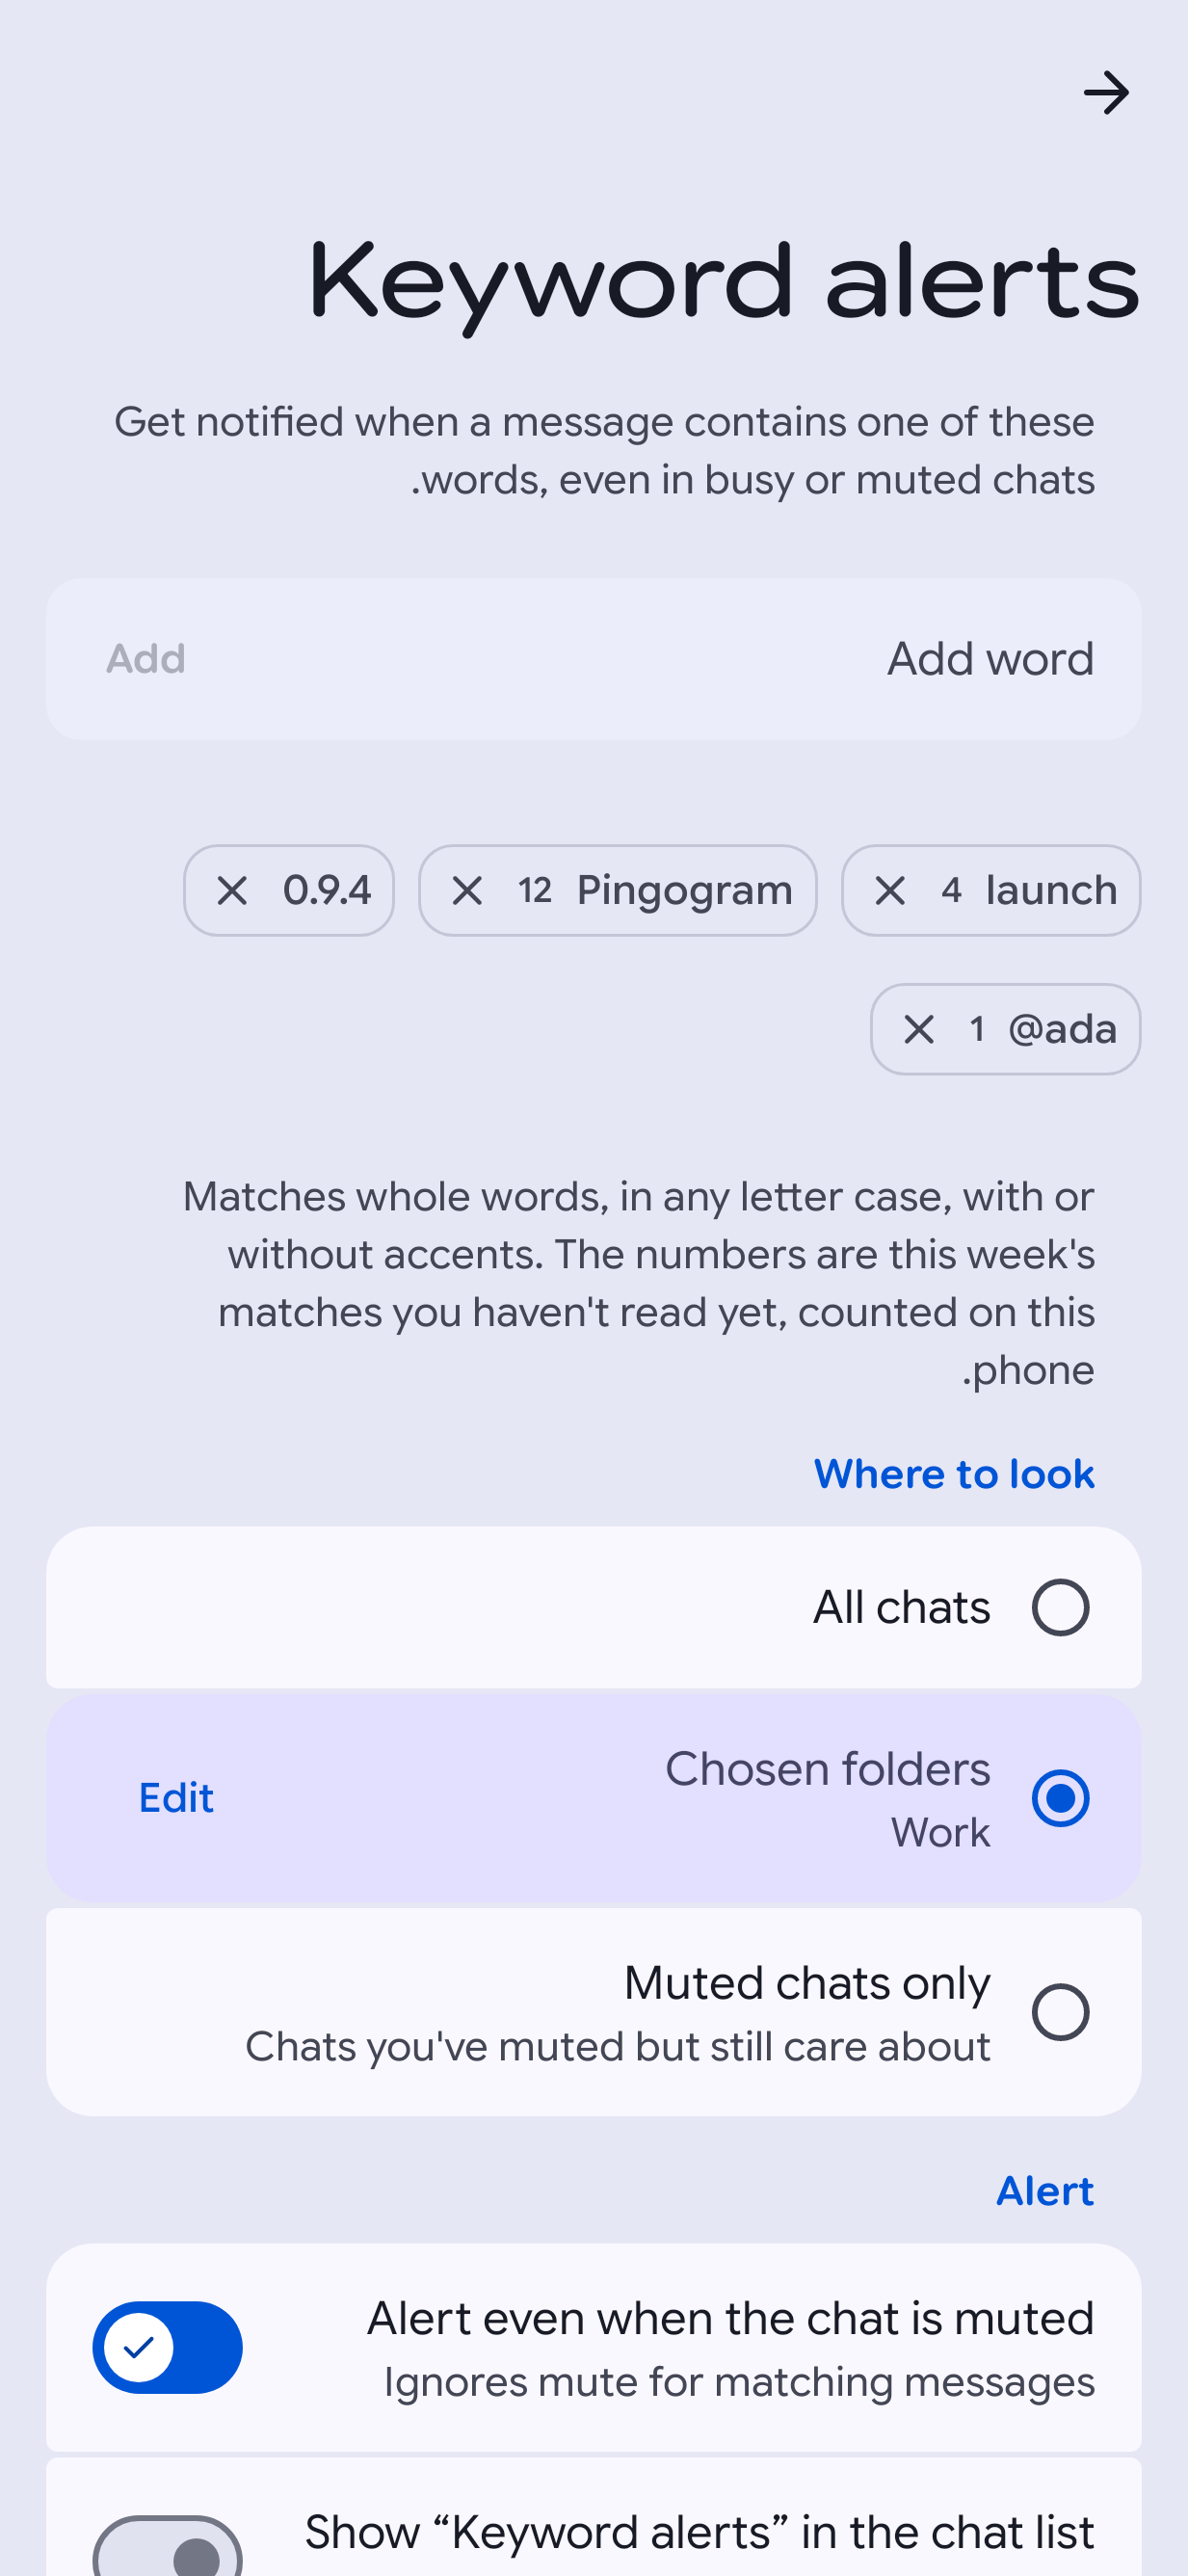 Keyword alerts
Get notified when a message contains one of these
.words, even in busy or muted chats
Add word Add
launch 4 Pingogram 12 0.9.4
@ada 1
Matches whole words, in any letter case, with or
without accents. The numbers are this week's
matches you haven't read yet, counted on this
.phone
Where to look
All chats
Chosen folders
Work
Edit
Muted chats only
Chats you've muted but still care about
Alert
Alert even when the chat is muted
Ignores mute for matching messages
Show “Keyword alerts” in the chat list